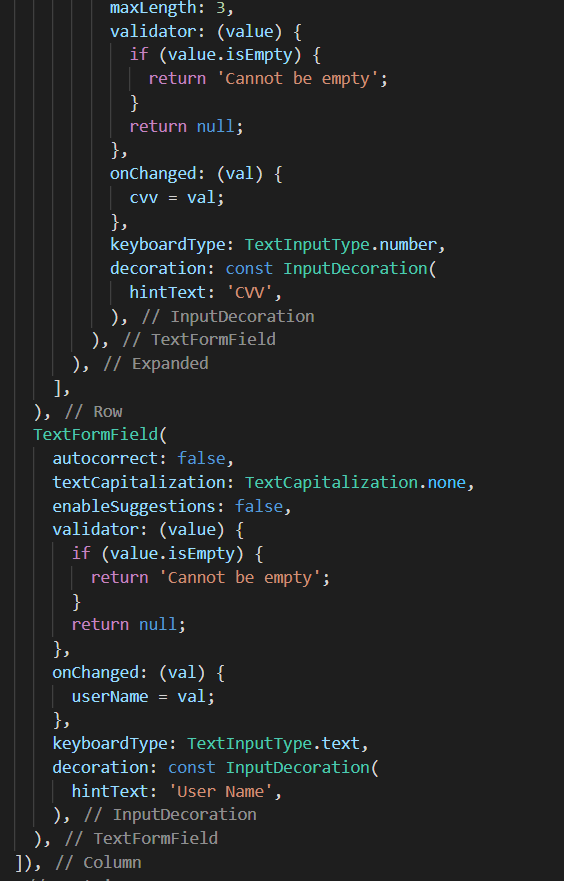 maxLength: 3,
validator: (value) {
if (value.isEmpty) {
return 'Cannot be empty';
}
return null;
},
onChanged: (val) {
cvv = val;
},
keyboardType: TextInputType.number,
decoration: const InputDecoration(
hintText: 'CVV',
), // InputDecoration
), // TextFormField
), // Expanded
],
), // Row
TextFormField(
autocorrect: false,
textCapitalization: TextCapitalization.none,
enableSuggestions: false,
validator: (value) {
if (value.isEmpty) {
return 'Cannot be empty';
}
return null;
},
onChanged: (val) {
userName = val;
},
keyboardType: TextInputType.text,
decoration: const InputDecoration(
hintText: 'User Name',
), // InputDecoration
), // TextFormField
]), // Column